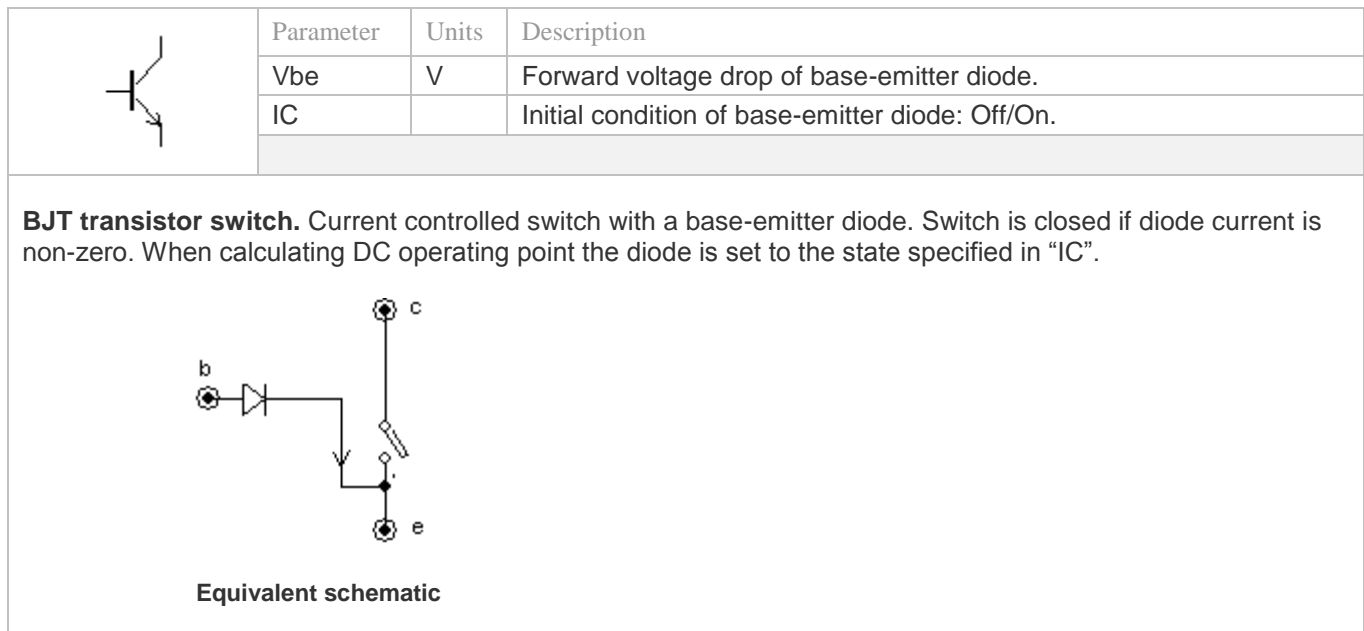 Parameter Units Description
Vbe V Forward voltage drop of base-emitter diode.
IC Initial condition of base-emitter diode: Off/On.
BJT transistor switch. Current controlled switch with a base-emitter diode. Switch is closed if diode current is
non-zero. When calculating DC operating point the diode is set to the state specified in “IC”.
c
b
e
Equivalent schematic